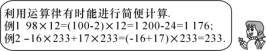 利用运算律有时能进行简便计算.
例1 98×12=(100-2)×12=1 200-24=1 176;
例2 -16×233+17×233=(-16+17)×233=233.